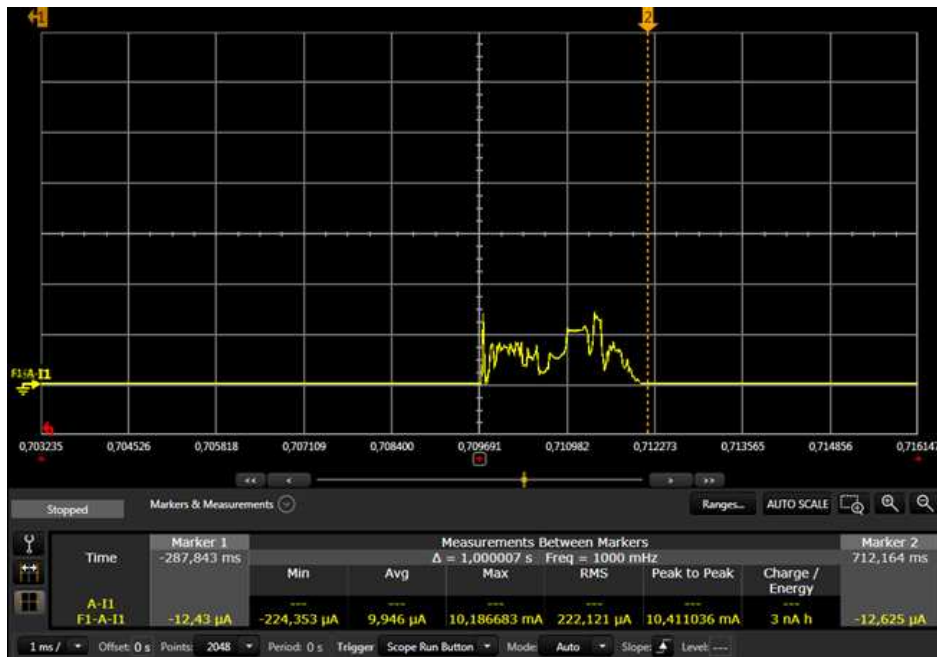 1
2
F1-A-I1
0,703235 0,704526 0,705818 0,707109 0,708400 0,709691 0,710982 0,712273 0,713565 0,714856 0,716147
<< < > >>
Stopped Markers & Measurements Ranges... AUTO SCALE
Marker 1 Measurements Between Markers Marker 2
Time -287,843 ms Δ = 1,000007 s Freq = 1000 mHz 712,164 ms
Min Avg Max RMS Peak to Peak Charge / Energy
A-I1 --- --- --- --- --- ---
F1-A-I1 -12,43 µA -224,353 µA 9,946 µA 10,186683 mA 222,121 µA 10,411036 mA 3 nA h -12,625 µA
1 ms / Offset: 0 s Points: 2048 Period: 0 s Trigger Scope Run Button Mode: Auto Slope: Level: ---